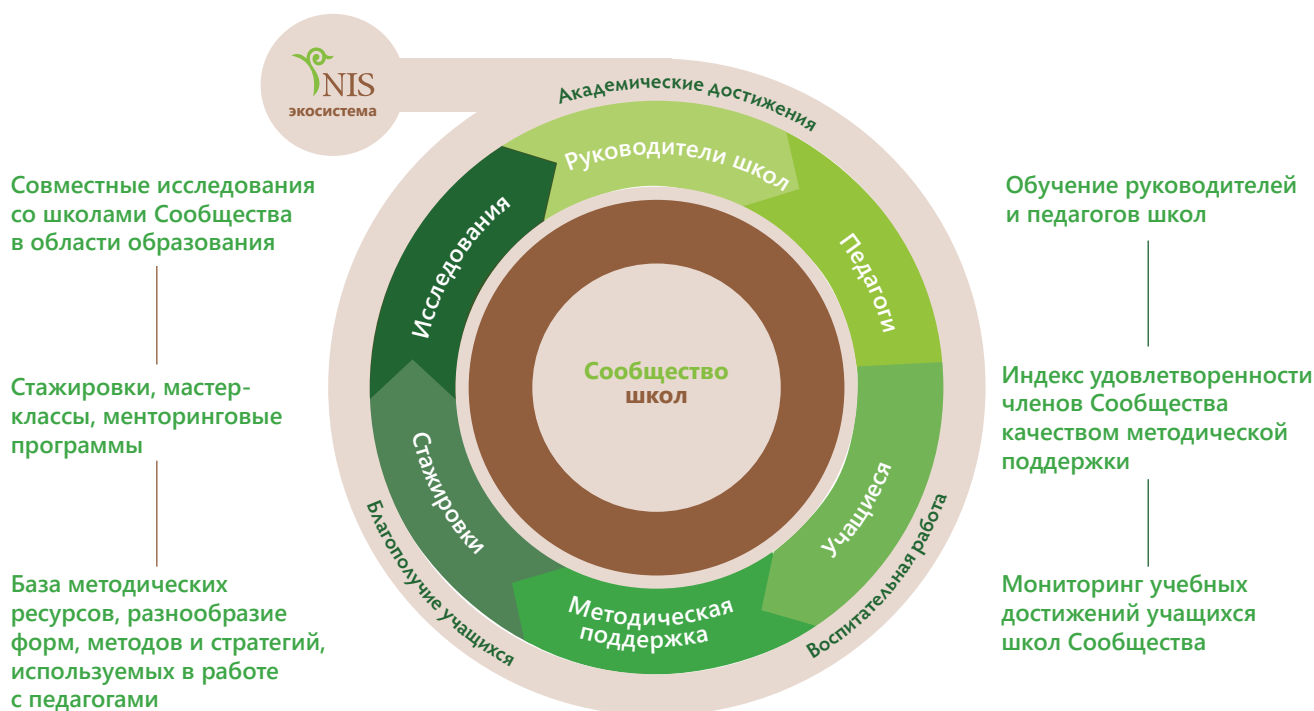 NIS
экосистема
Академические достижения
Руководители школ
Педагоги
Учащиеся
Методическая
поддержка
Стажировки
Исследования
Сообщество
школ
Воспитательная работа
Благополучие учащихся
Совместные исследования
со школами Сообщества
в области образования
Стажировки, мастер-
классы, менторинговые
программы
База методических
ресурсов, разнообразие
форм, методов и стратегий,
используемых в работе
с педагогами
Обучение руководителей
и педагогов школ
Индекс удовлетворенности
членов Сообщества
качеством методической
поддержки
Мониторинг учебных
достижений учащихся
школ Сообщества